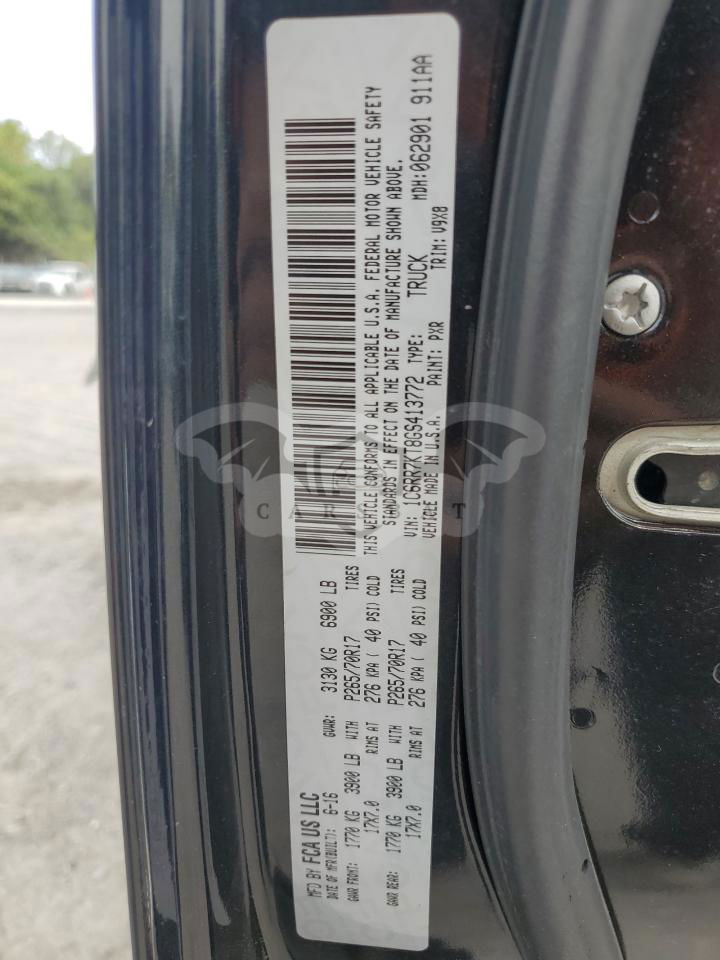 MFD BY FCA US LLC
DATE OF MFR(BUILT): 6-16 GVWR: 3130 KG 6900 LB
GAWR FRONT: 1770 KG 3900 LB WITH P265/70R17 TIRES
17X7.0 RIMS AT 276 KPA ( 40 PSI) COLD
GAWR REAR: 1770 KG 3900 LB WITH P265/70R17 TIRES
17X7.0 RIMS AT 276 KPA ( 40 PSI) COLD
THIS VEHICLE CONFORMS TO ALL APPLICABLE U.S.A. FEDERAL MOTOR VEHICLE SAFETY
STANDARDS IN EFFECT ON THE DATE OF MANUFACTURE SHOWN ABOVE.
VIN: 1C6RR7KT8GS413772 TYPE: TRUCK MDH:062901 911AA
VEHICLE MADE IN U.S.A. PAINT: PXR TRIM: V9X8